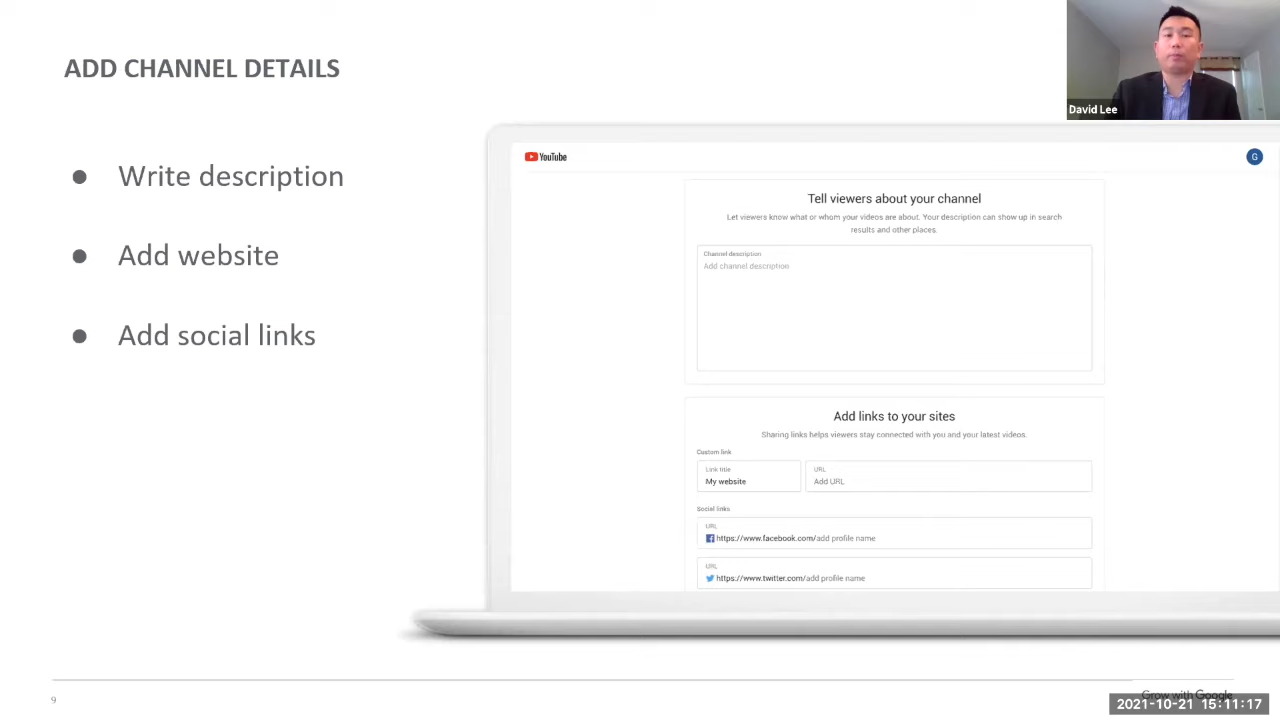 ADD CHANNEL DETAILS
David Lee
● Write description
● Add website
● Add social links
YouTube
G
Tell viewers about your channel
Let viewers know what or whom your videos are about. Your description can show up in search
results and other places.
Channel description
Add channel description
Add links to your sites
Sharing links helps viewers stay connected with you and your latest videos.
Custom link
Link title
My website
URL
Add URL
Social links
URL
https://www.facebook.com/add profile name
URL
https://www.twitter.com/add profile name
9
Grow with Google
2021-10-21 15:11:17